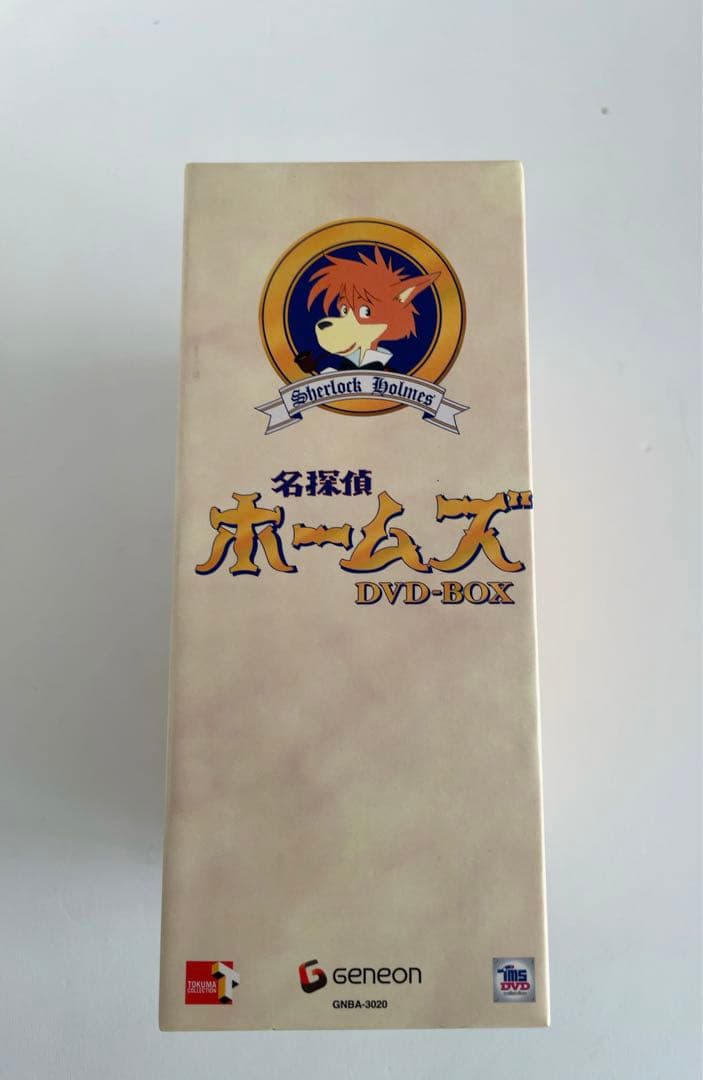 Sherlock Holmes
名探偵
ホームズ
DVD-BOX
TOKUMA
COLLECTION
GENEON
GNBA-3020
TMS
DVD